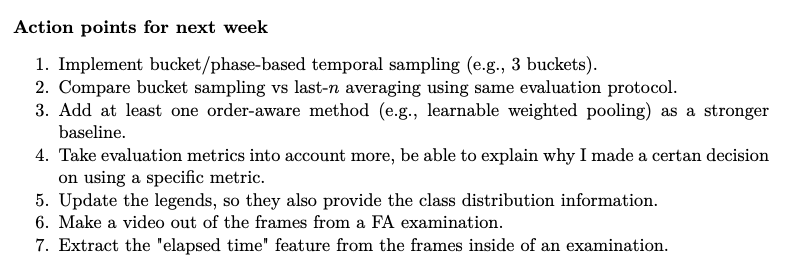 Action points for next week
1. Implement bucket/phase-based temporal sampling (e.g., 3 buckets).
2. Compare bucket sampling vs last-n averaging using same evaluation protocol.
3. Add at least one order-aware method (e.g., learnable weighted pooling) as a stronger
baseline.
4. Take evaluation metrics into account more, be able to explain why I made a certan decision
on using a specific metric.
5. Update the legends, so they also provide the class distribution information.
6. Make a video out of the frames from a FA examination.
7. Extract the "elapsed time" feature from the frames inside of an examination.